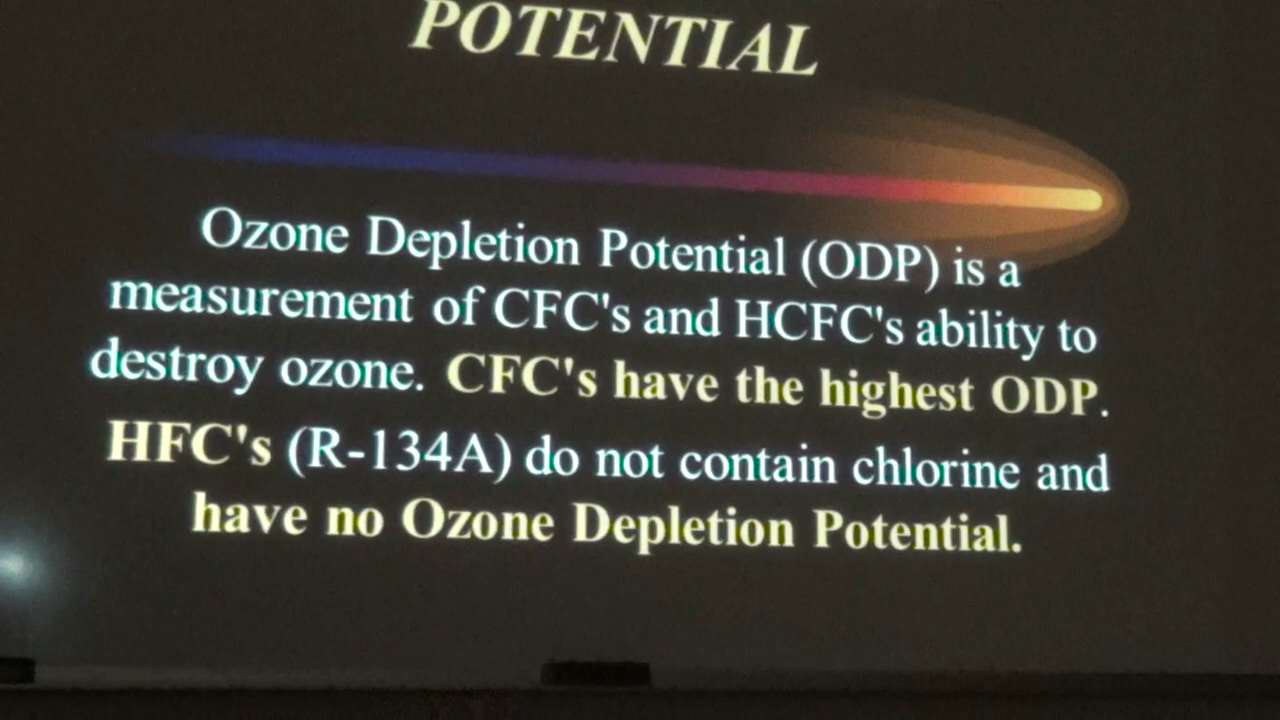 POTENTIAL
Ozone Depletion Potential (ODP) is a
measurement of CFC's and HCFC's ability to
destroy ozone. CFC's have the highest ODP.
HFC's (R-134A) do not contain chlorine and
have no Ozone Depletion Potential.